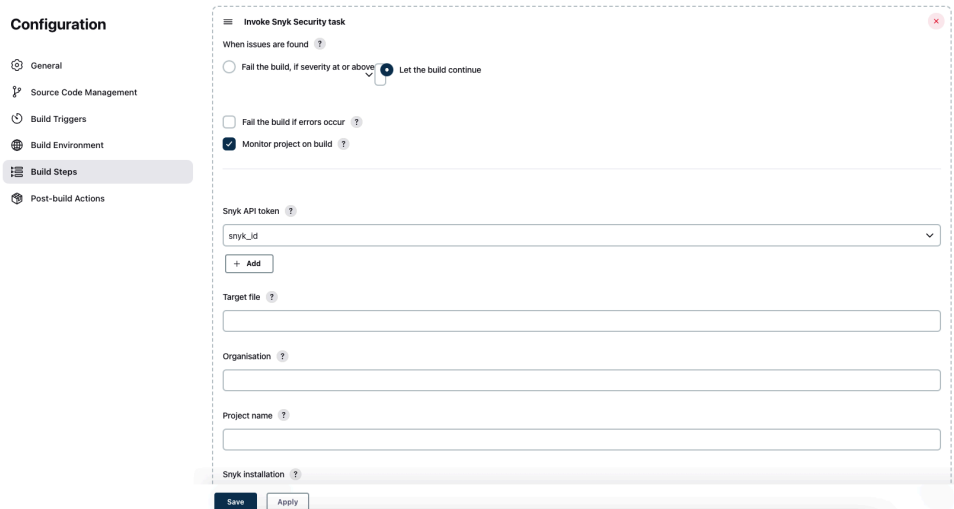 Configuration
General
Source Code Management
Build Triggers
Build Environment
Build Steps
Post-build Actions
Invoke Snyk Security task
When issues are found ?
Fail the build, if severity at or above
Let the build continue
Fail the build if errors occur ?
Monitor project on build ?
Snyk API token ?
snyk_id
+ Add
Target file ?
Organisation ?
Project name ?
Snyk installation ?
Save Apply